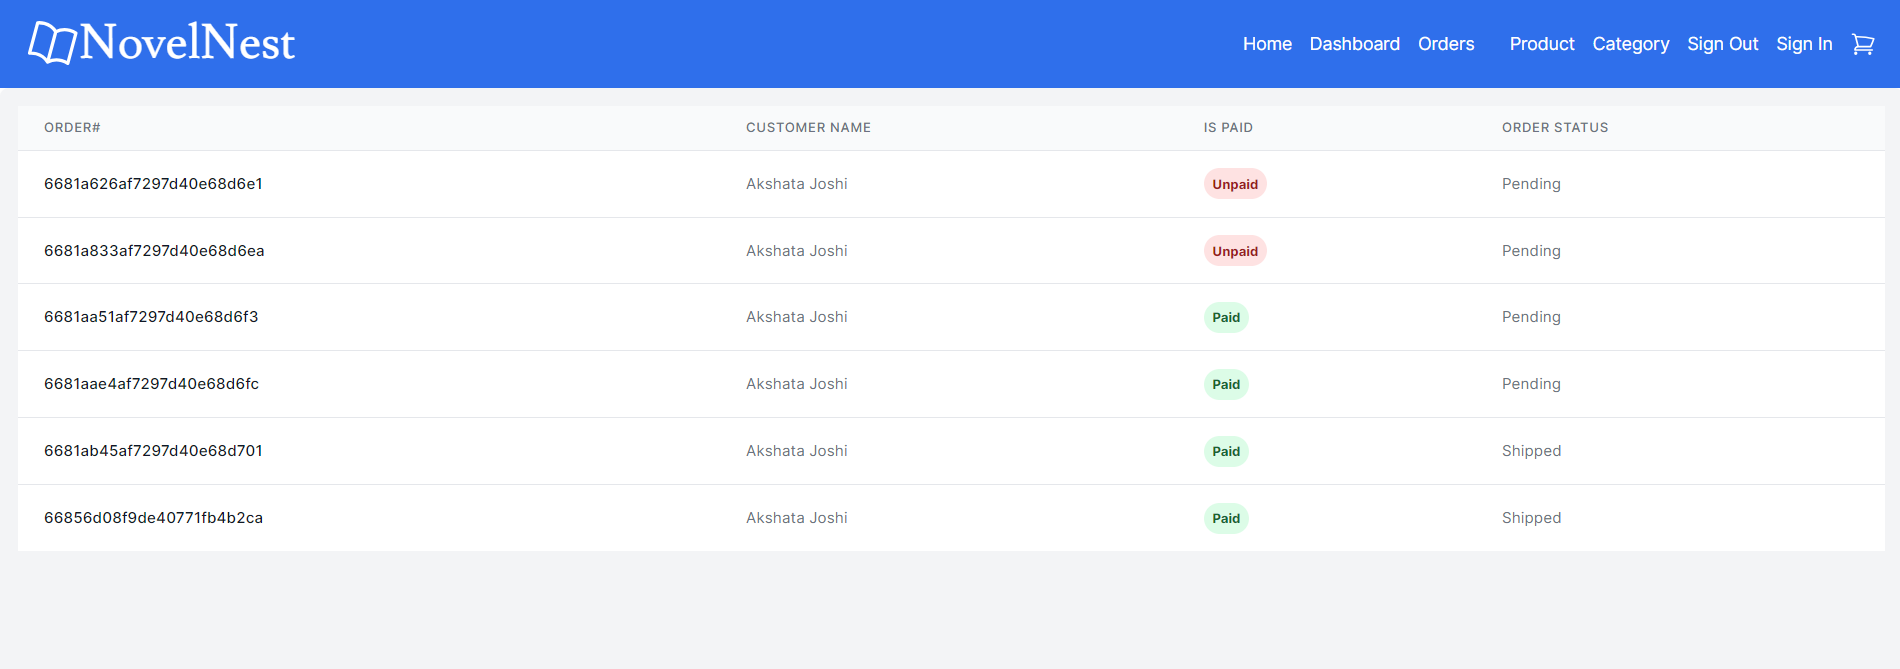 NovelNest Home Dashboard Orders Product Category Sign Out Sign In
ORDER# CUSTOMER NAME IS PAID ORDER STATUS
6681a626af7297d40e68d6e1 Akshata Joshi Unpaid Pending
6681a833af7297d40e68d6ea Akshata Joshi Unpaid Pending
6681aa51af7297d40e68d6f3 Akshata Joshi Paid Pending
6681aae4af7297d40e68d6fc Akshata Joshi Paid Pending
6681ab45af7297d40e68d701 Akshata Joshi Paid Shipped
66856d08f9de40771fb4b2ca Akshata Joshi Paid Shipped